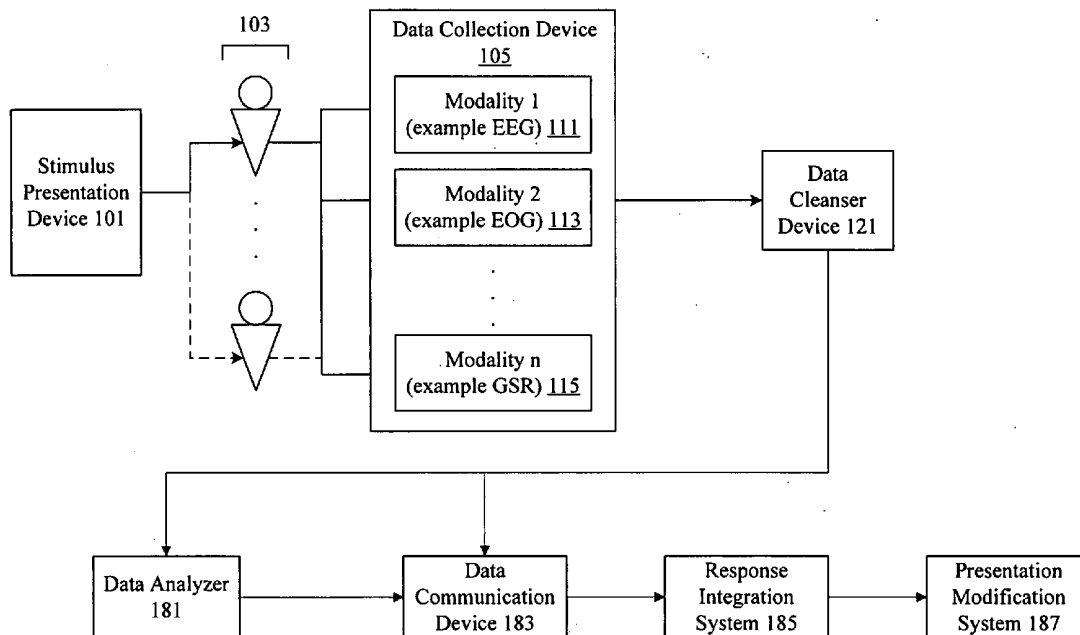 103
Data Collection Device
105
Modality 1
(example EEG) 111
Stimulus
Presentation
Device 101
Modality 2
(example EOG) 113
Data
Cleanser
Device 121
Modality n
(example GSR) 115
Data Analyzer
181
Data
Communication
Device 183
Response
Integration
System 185
Presentation
Modification
System 187